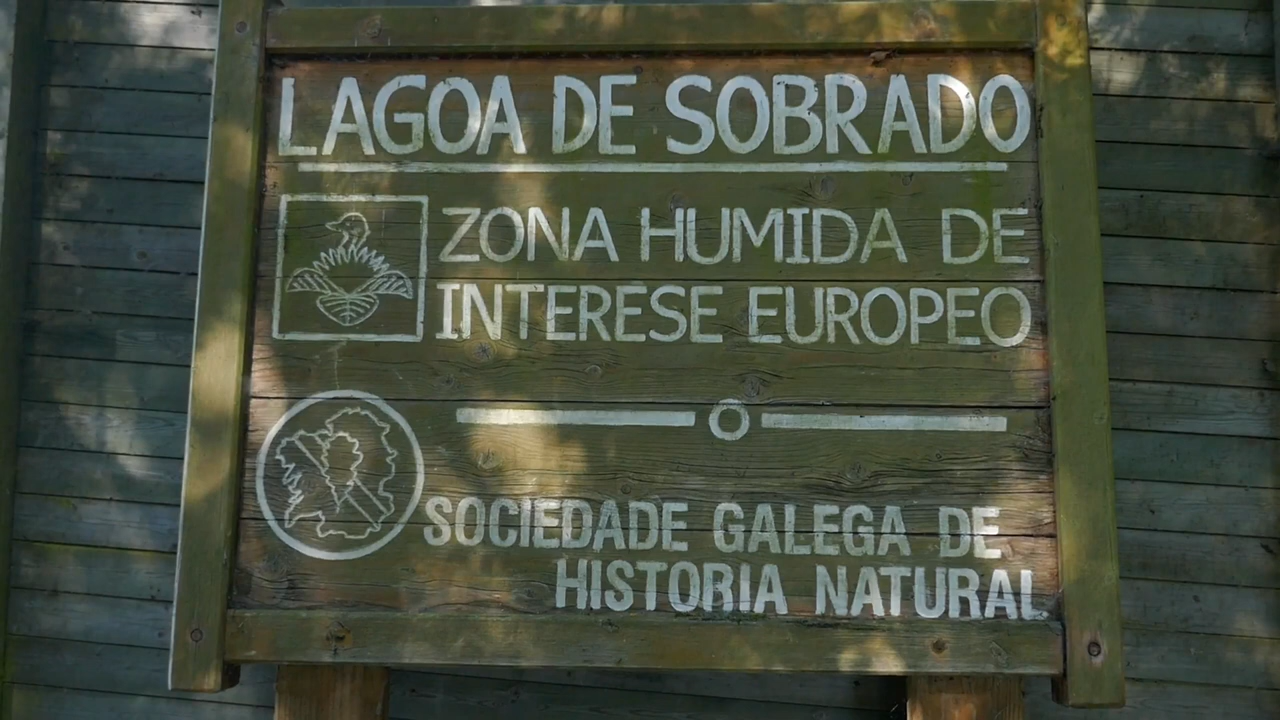 LAGOA DE SOBRADO
ZONA HUMIDA DE
INTERESE EUROPEO
SOCIEDADE GALEGA DE
HISTORIA NATURAL